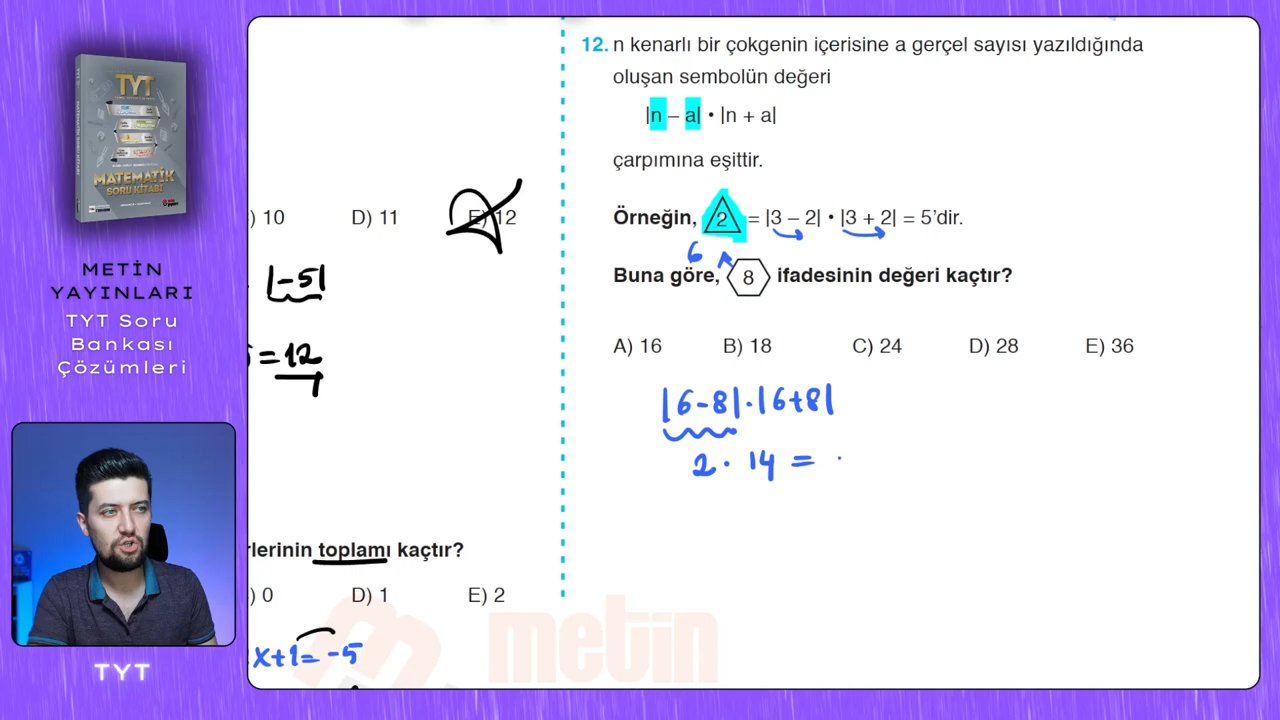 TYT
MATEMATİK
SORU KİTABI
METİN
YAYINLARI
TYT Soru
Bankası
Çözümleri
TYT
) 10 D) 11 E) 12
|-5|
= 12
rlerinin toplamı kaçtır?
) 0 D) 1 E) 2
x+1=-5
12. n kenarlı bir çokgenin içerisine a gerçel sayısı yazıldığında
oluşan sembolün değeri
|n – a| • |n + a|
çarpımına eşittir.
Örneğin, 2 = |3 – 2| • |3 + 2| = 5'dir.
6
Buna göre, 8 ifadesinin değeri kaçtır?
A) 16 B) 18 C) 24 D) 28 E) 36
|6-8|·|6+8|
2 · 14 =
metin